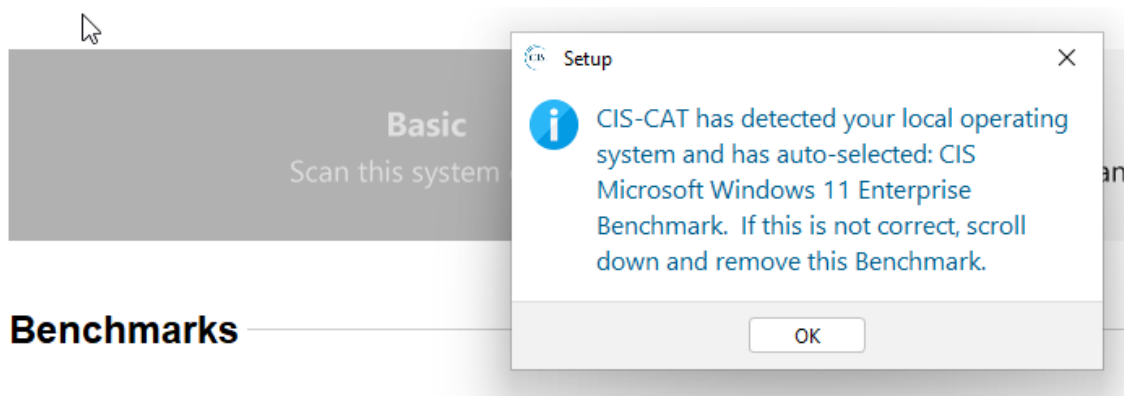 Setup
Basic
Scan this system
CIS-CAT has detected your local operating
system and has auto-selected: CIS
Microsoft Windows 11 Enterprise
Benchmark.  If this is not correct, scroll
down and remove this Benchmark.
OK
Benchmarks